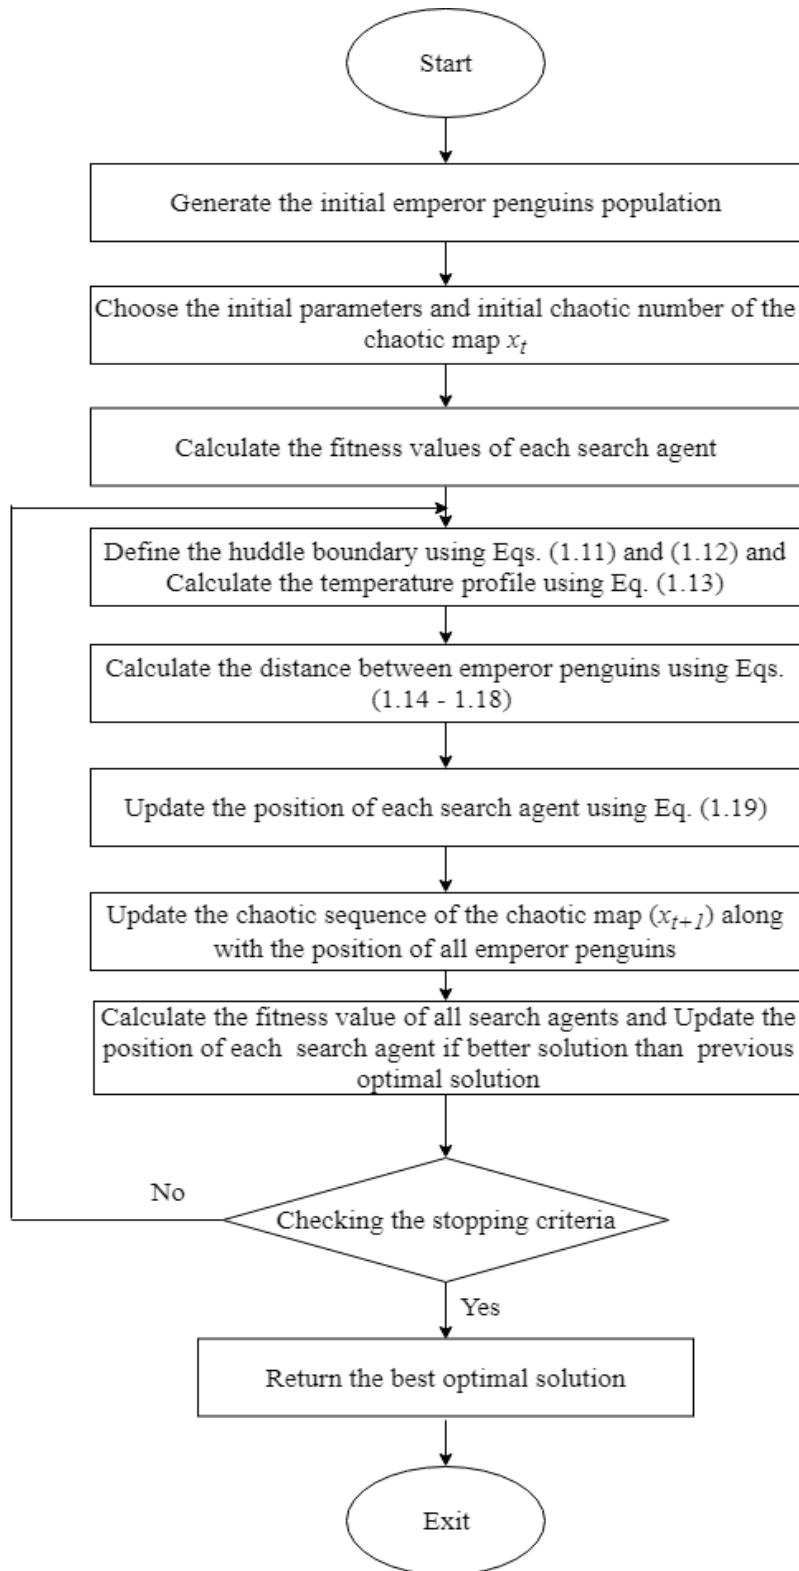 Start
Generate the initial emperor penguins population
Choose the initial parameters and initial chaotic number of the
chaotic map xₜ
Calculate the fitness values of each search agent
Define the huddle boundary using Eqs. (1.11) and (1.12) and
Calculate the temperature profile using Eq. (1.13)
Calculate the distance between emperor penguins using Eqs.
(1.14 - 1.18)
Update the position of each search agent using Eq. (1.19)
Update the chaotic sequence of the chaotic map (xₜ₊₁) along
with the position of all emperor penguins
Calculate the fitness value of all search agents and Update the
position of each search agent if better solution than previous
optimal solution
No
Checking the stopping criteria
Yes
Return the best optimal solution
Exit